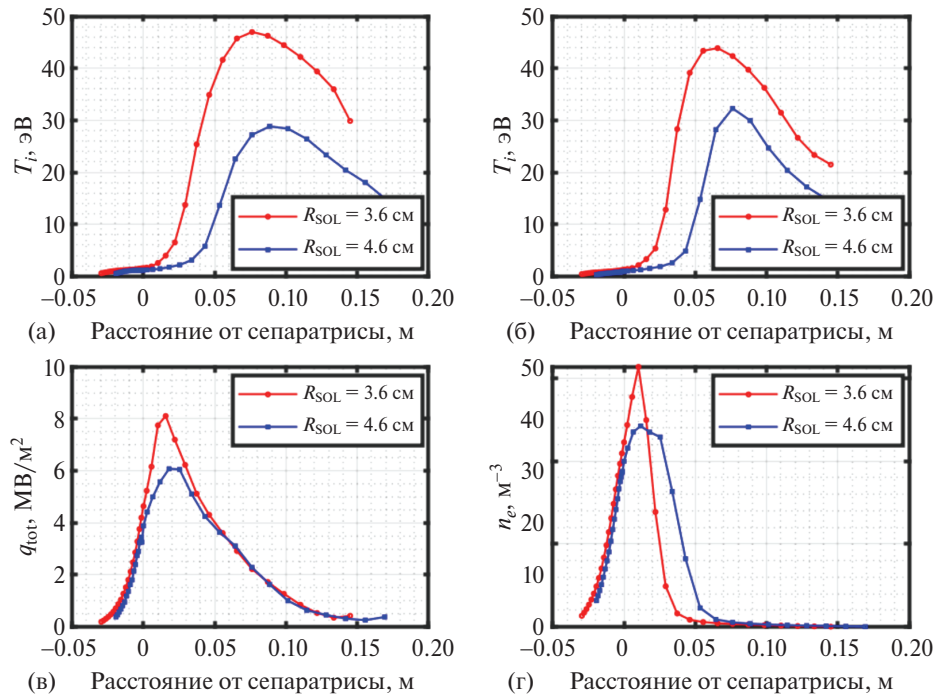 50
40
30
20
10
0
T_i, эВ
R_SOL = 3.6 см
R_SOL = 4.6 см
−0.05 0 0.05 0.10 0.15 0.20
(а) Расстояние от сепаратрисы, м
50
40
30
20
10
0
T_i, эВ
R_SOL = 3.6 см
R_SOL = 4.6 см
−0.05 0 0.05 0.10 0.15 0.20
(б) Расстояние от сепаратрисы, м
10
8
6
4
2
0
q_tot, МВ/м²
R_SOL = 3.6 см
R_SOL = 4.6 см
−0.05 0 0.05 0.10 0.15 0.20
(в) Расстояние от сепаратрисы, м
50
40
30
20
10
0
n_e, м⁻³
R_SOL = 3.6 см
R_SOL = 4.6 см
−0.05 0 0.05 0.10 0.15 0.20
(г) Расстояние от сепаратрисы, м